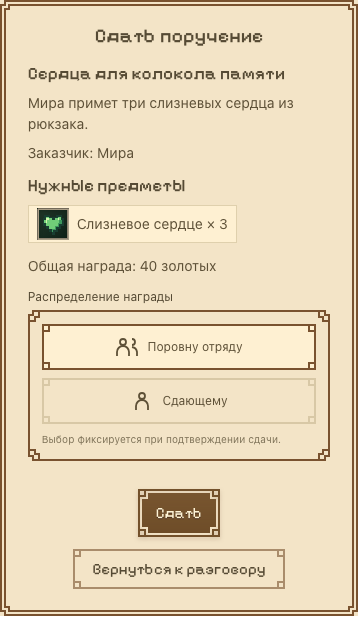 Сдать поручение
Сердца для колокола памяти
Мира примет три слизневых сердца из
рюкзака.
Заказчик: Мира
Нужные предметы
Слизневое сердце × 3
Общая награда: 40 золотых
Распределение награды
Поровну отряду
Сдающему
Выбор фиксируется при подтверждении сдачи.
Сдать
Вернуться к разговору